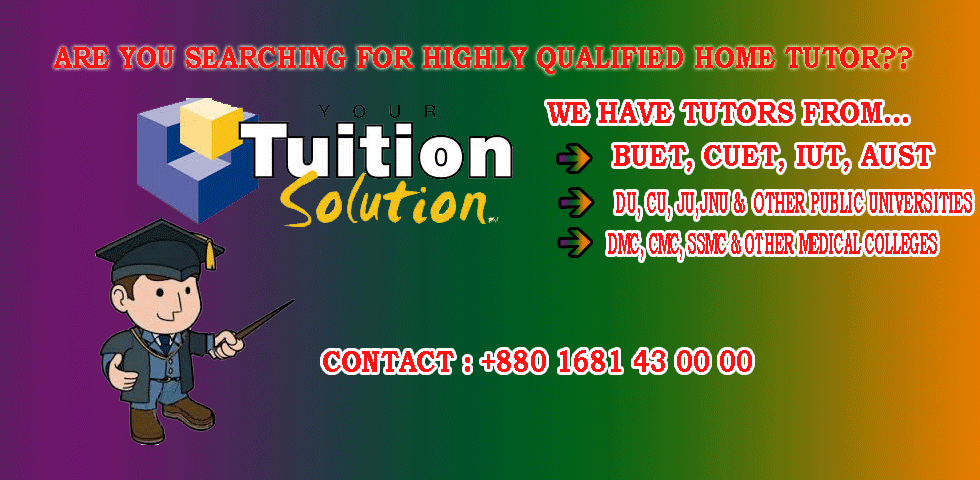 ARE YOU SEARCHING FOR HIGHLY QUALIFIED HOME TUTOR??
YOUR
Tuition
Solution
WE HAVE TUTORS FROM...
BUET, CUET, IUT, AUST
DU, CU, JU,JNU & OTHER PUBLIC UNIVERSITIES
DMC, CMC, SSMC & OTHER MEDICAL COLLEGES
CONTACT : +880 1681 43 00 00